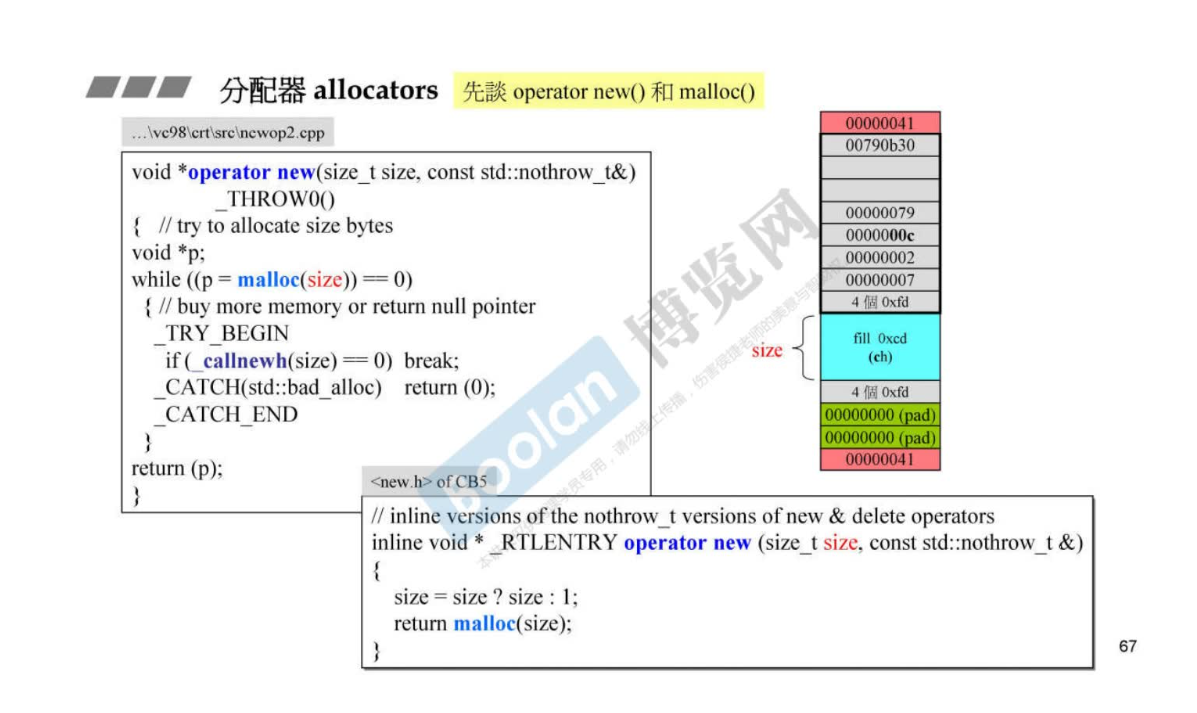 分配器 allocators
先談 operator new() 和 malloc()
…\vc98\crt\src\newop2.cpp
void *operator new(size_t size, const std::nothrow_t&)
_THROW0()
{ // try to allocate size bytes
void *p;
while ((p = malloc(size)) == 0)
{ // buy more memory or return null pointer
_TRY_BEGIN
if (_callnewh(size) == 0) break;
_CATCH(std::bad_alloc) return (0);
_CATCH_END
}
return (p);
}
<new.h> of CB5
// inline versions of the nothrow_t versions of new & delete operators
inline void * _RTLENTRY operator new (size_t size, const std::nothrow_t &)
{
size = size ? size : 1;
return malloc(size);
}
00000041
00790b30
00000079
0000000c
00000002
00000007
4 個 0xfd
size
fill 0xcd
(ch)
4 個 0xfd
00000000 (pad)
00000000 (pad)
00000041
boolan
博览网
67